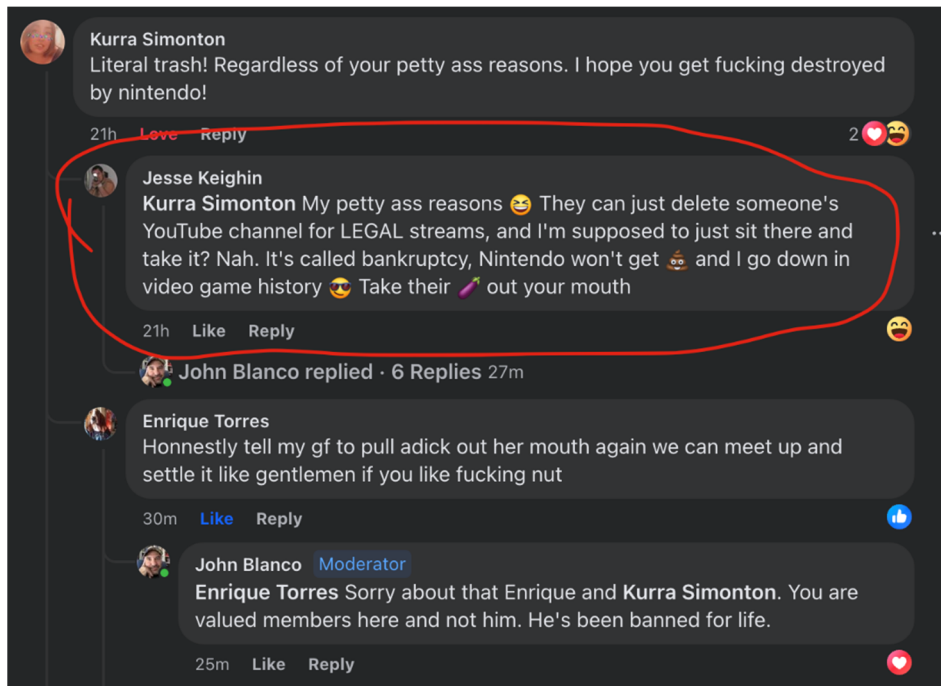 Kurra Simonton
Literal trash! Regardless of your petty ass reasons. I hope you get fucking destroyed
by nintendo!
21h Love Reply 2
Jesse Keighin
Kurra Simonton My petty ass reasons 😆 They can just delete someone's
YouTube channel for LEGAL streams, and I'm supposed to just sit there and
take it? Nah. It's called bankruptcy, Nintendo won't get 💩 and I go down in
video game history 😎 Take their 🍆 out your mouth
21h Like Reply
John Blanco replied · 6 Replies 27m
Enrique Torres
Honnestly tell my gf to pull adick out her mouth again we can meet up and
settle it like gentlemen if you like fucking nut
30m Like Reply
John Blanco Moderator
Enrique Torres Sorry about that Enrique and Kurra Simonton. You are
valued members here and not him. He's been banned for life.
25m Like Reply